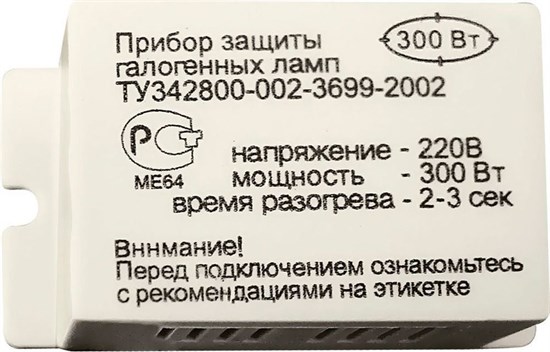 300 Вт
Прибор защиты
галогенных ламп
ТУ342800-002-3699-2002
РСТ
МЕ64
напряжение - 220В
мощность - 300 Вт
время разогрева - 2-3 сек
Вннмание!
Перед подключением ознакомьтесь
с рекомендациями на этикетке